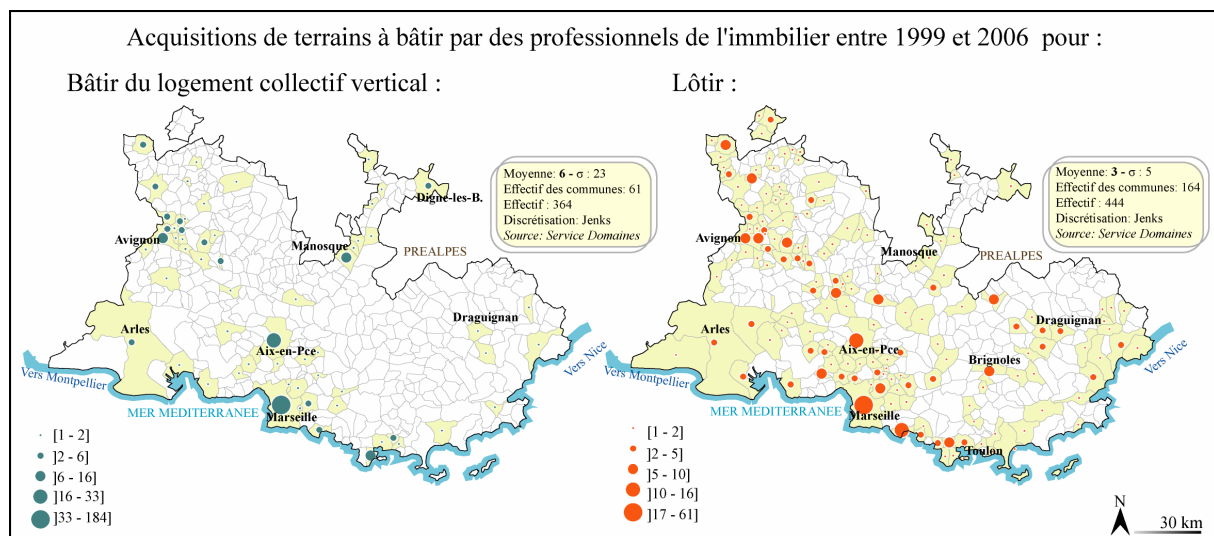 Acquisitions de terrains à bâtir par des professionnels de l'immbilier entre 1999 et 2006 pour :
Bâtir du logement collectif vertical :
Moyenne: 6 - σ : 23
Effectif des communes: 61
Effectif : 364
Discrétisation: Jenks
Source: Service Domaines
Digne-les-B.
Avignon
Manosque
PREALPES
Arles
Draguignan
Aix-en-Pce
Vers Nice
Vers Montpellier
MER MEDITERRANEE
Marseille
[1 - 2]
]2 - 6]
]6 - 16]
]16 - 33]
]33 - 184]
Lôtir :
Moyenne: 3 - σ : 5
Effectif des communes: 164
Effectif : 444
Discrétisation: Jenks
Source: Service Domaines
Avignon
Manosque
PREALPES
Arles
Draguignan
Aix-en-Pce
Brignoles
Vers Nice
Vers Montpellier
MER MEDITERRANEE
Marseille
Toulon
[1 - 2]
]2 - 5]
]5 - 10]
]10 - 16]
]17 - 61]
N
30 km